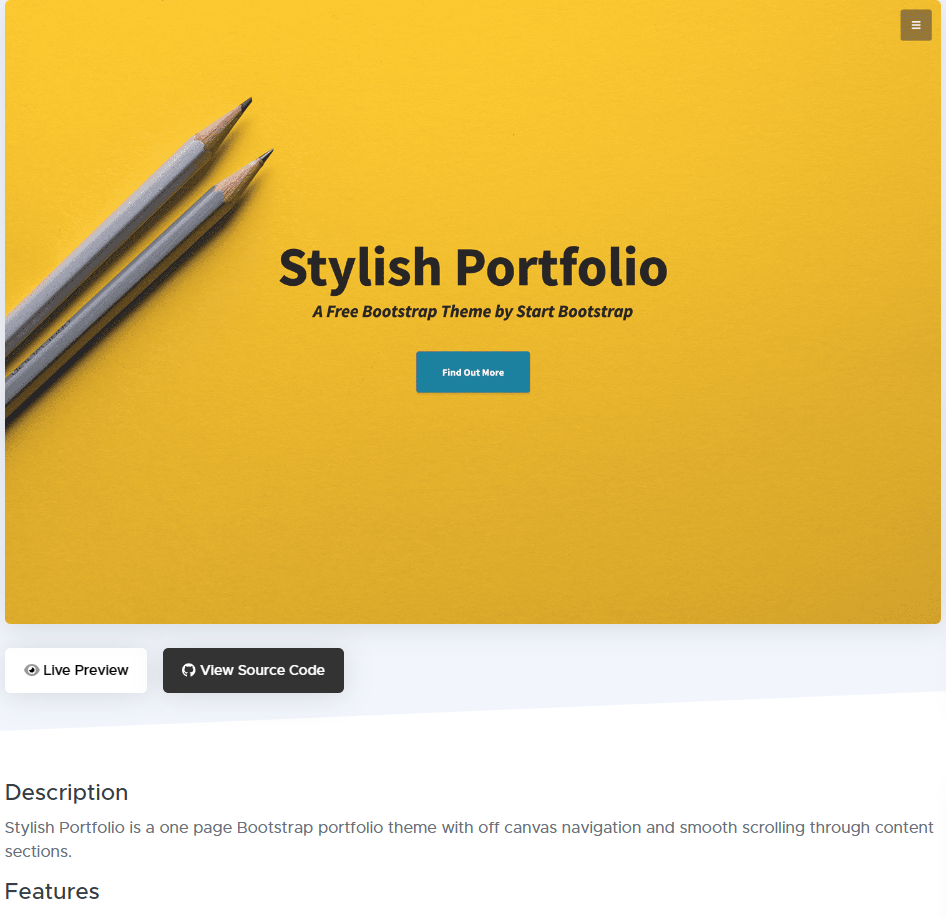 Stylish Portfolio
A Free Bootstrap Theme by Start Bootstrap
Find Out More
Live Preview
View Source Code
Description
Stylish Portfolio is a one page Bootstrap portfolio theme with off canvas navigation and smooth scrolling through content
sections.
Features